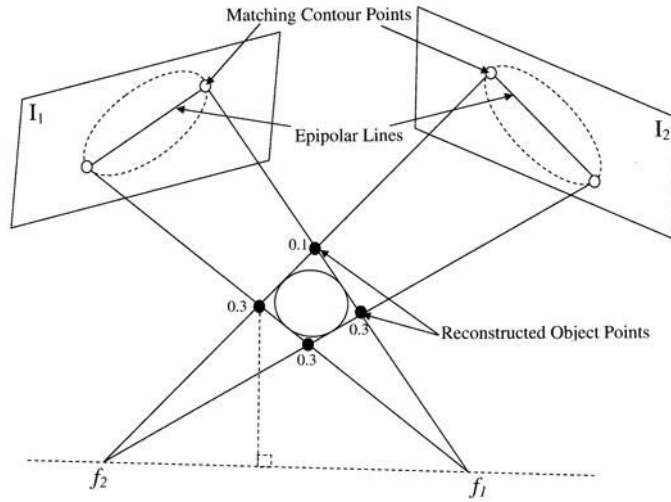 Matching Contour Points
I1
I2
Epipolar Lines
0.1
0.3
0.3
0.3
Reconstructed Object Points
f2
f1